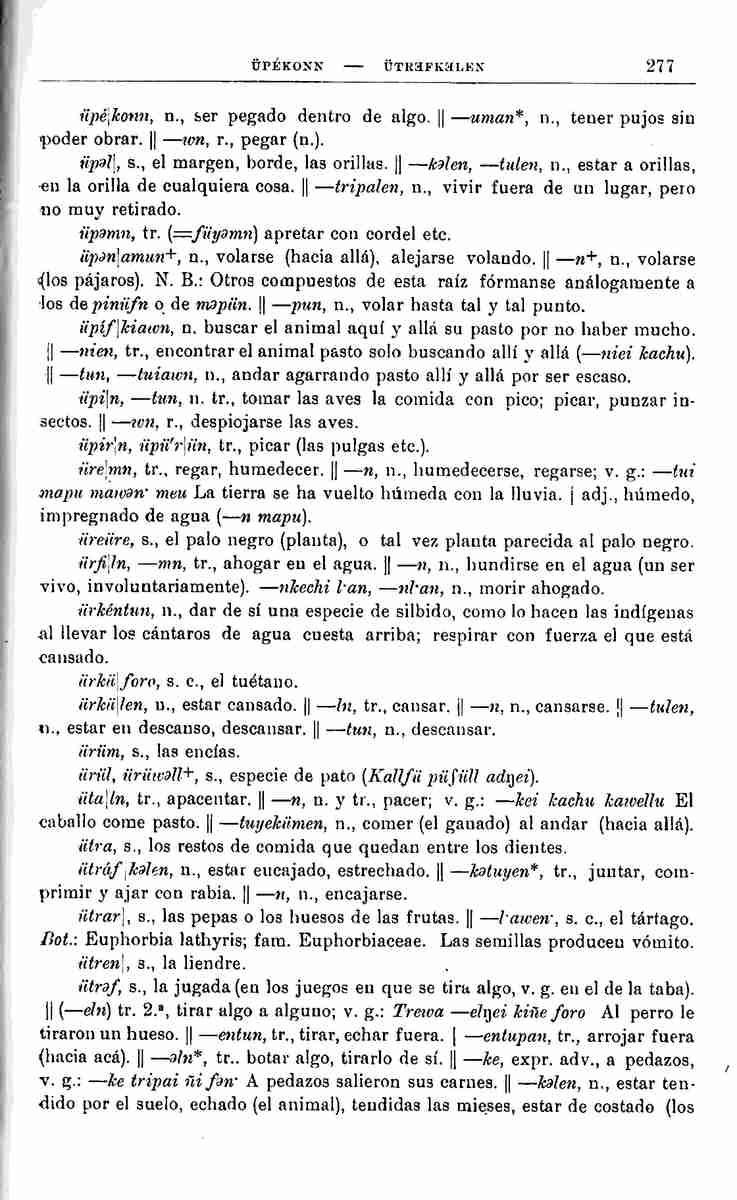 ÜPÉKONN — ÜTRƏFKƏLEN 277
üpé|konn, n., ser pegado dentro de algo. || —uman*, n., tener pujos sin
poder obrar. || —wn, r., pegar (n.).
üpəl|, s., el margen, borde, las orillas. || —kəlen, —tulen, n., estar a orillas,
en la orilla de cualquiera cosa. || —tripalen, n., vivir fuera de un lugar, pero
no muy retirado.
üpəmn, tr. (=füyəmn) apretar con cordel etc.
üpən|amun+, n., volarse (hacia allá), alejarse volando. || —n+, n., volarse
(los pájaros). N. B.: Otros compuestos de esta raíz fórmanse análogamente a
los de pinüfn o de məpün. || —pun, n., volar hasta tal y tal punto.
üpíf|kiawn, n. buscar el animal aquí y allá su pasto por no haber mucho.
|| —nien, tr., encontrar el animal pasto solo buscando allí y allá (—niei kachu).
|| —tun, —tuiawn, n., andar agarrando pasto allí y allá por ser escaso.
üpi|n, —tun, n. tr., tomar las aves la comida con pico; picar, punzar in-
sectos. || —wn, r., despiojarse las aves.
üpir|n, üpü'r|ün, tr., picar (las pulgas etc.).
üre|mn, tr., regar, humedecer. || —n, n., humedecerse, regarse; v. g.: —tui
mapu mawən· meu La tierra se ha vuelto húmeda con la lluvia. | adj., húmedo,
impregnado de agua (—n mapu).
üreüre, s., el palo negro (planta), o tal vez planta parecida al palo negro.
ürfi|ln, —mn, tr., ahogar en el agua. || —n, n., hundirse en el agua (un ser
vivo, involuntariamente). —nkechi l·an, —nl·an, n., morir ahogado.
ürkéntun, n., dar de sí una especie de silbido, como lo hacen las indígenas
al llevar los cántaros de agua cuesta arriba; respirar con fuerza el que está
cansado.
ürkü|foro, s. c., el tuétano.
ürkü|len, n., estar cansado. || —ln, tr., cansar. || —n, n., cansarse. || —tulen,
n., estar en descanso, descansar. || —tun, n., descansar.
ürüm, s., las encías.
ürül, ürüwəll+, s., especie de pato (Kallfü püʃüll adŋei).
üta|ln, tr., apacentar. || —n, n. y tr., pacer; v. g.: —kei kachu kawellu El
caballo come pasto. || —tuyekümen, n., comer (el ganado) al andar (hacia allá).
ütra, s., los restos de comida que quedan entre los dientes.
ütráf|kəlen, n., estar encajado, estrechado. || —kətuyen*, tr., juntar, com-
primir y ajar con rabia. || —n, n., encajarse.
ütrar|, s., las pepas o los huesos de las frutas. || —l·awen·, s. c., el tártago.
Bot.: Euphorbia lathyris; fam. Euphorbiaceae. Las semillas producen vómito.
ütren|, s., la liendre.
ütrəf, s., la jugada (en los juegos en que se tira algo, v. g. en el de la taba).
|| (—eln) tr. 2.ª, tirar algo a alguno; v. g.: Trewa —elŋei kiñe foro Al perro le
tiraron un hueso. || —entun, tr., tirar, echar fuera. | —entupan, tr., arrojar fuera
(hacia acá). || —əln*, tr.. botar algo, tirarlo de sí. || —ke, expr. adv., a pedazos,
v. g.: —ke tripai ñi fən· A pedazos salieron sus carnes. || —kəlen, n., estar ten-
dido por el suelo, echado (el animal), tendidas las mieses, estar de costado (los